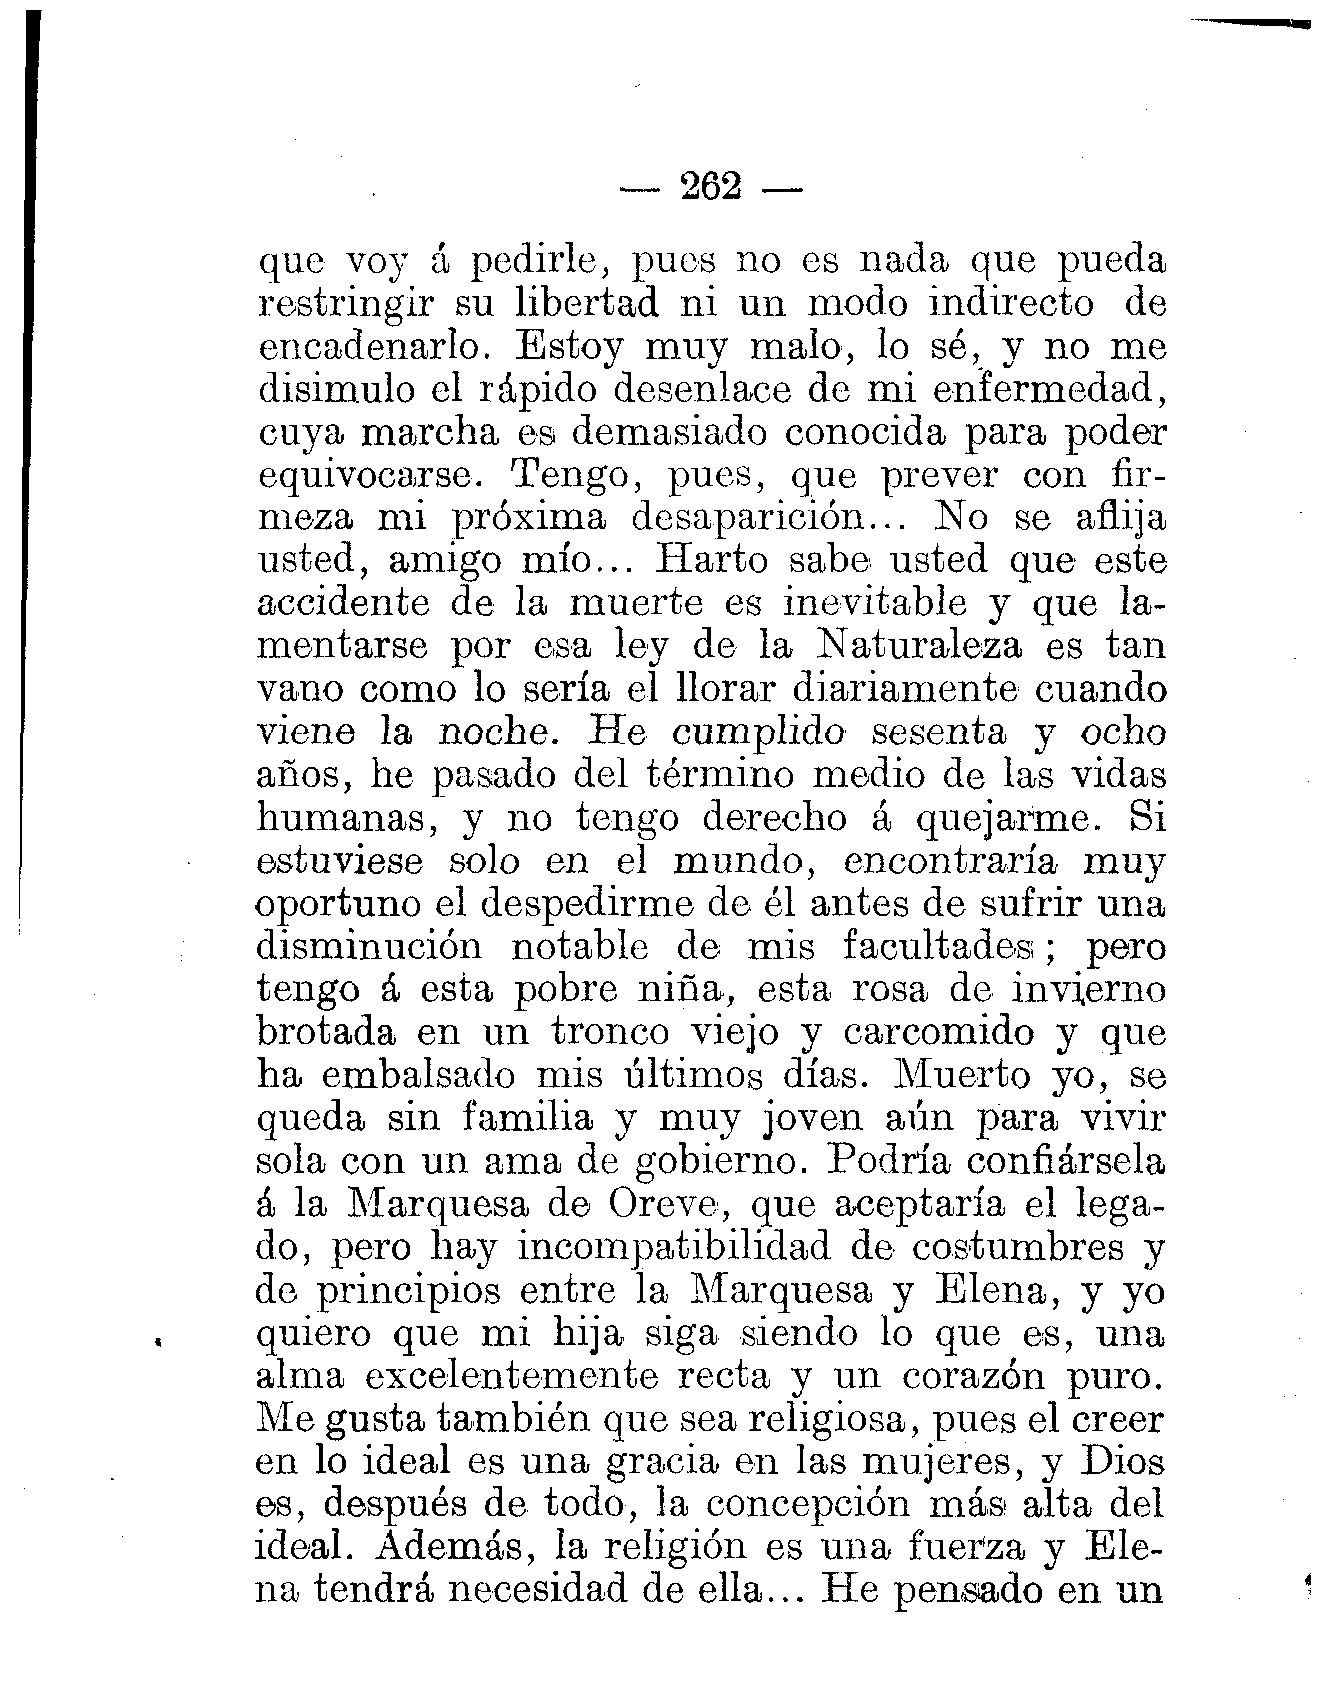 — 262 —
que voy á pedirle, pues no es nada que pueda
restringir su libertad ni un modo indirecto de
encadenarlo. Estoy muy malo, lo sé, y no me
disimulo el rápido desenlace de mi enfermedad,
cuya marcha es demasiado conocida para poder
equivocarse. Tengo, pues, que prever con fir-
meza mi próxima desaparición... No se aflija
usted, amigo mío... Harto sabe usted que este
accidente de la muerte es inevitable y que la-
mentarse por esa ley de la Naturaleza es tan
vano como lo sería el llorar diariamente cuando
viene la noche. He cumplido sesenta y ocho
años, he pasado del término medio de las vidas
humanas, y no tengo derecho á quejarme. Si
estuviese solo en el mundo, encontraría muy
oportuno el despedirme de él antes de sufrir una
disminución notable de mis facultades; pero
tengo á esta pobre niña, esta rosa de invierno
brotada en un tronco viejo y carcomido y que
ha embalsado mis últimos días. Muerto yo, se
queda sin familia y muy joven aún para vivir
sola con un ama de gobierno. Podría confiársela
á la Marquesa de Oreve, que aceptaría el lega-
do, pero hay incompatibilidad de costumbres y
de principios entre la Marquesa y Elena, y yo
quiero que mi hija siga siendo lo que es, una
alma excelentemente recta y un corazón puro.
Me gusta también que sea religiosa, pues el creer
en lo ideal es una gracia en las mujeres, y Dios
es, después de todo, la concepción más alta del
ideal. Además, la religión es una fuerza y Ele-
na tendrá necesidad de ella... He pensado en un